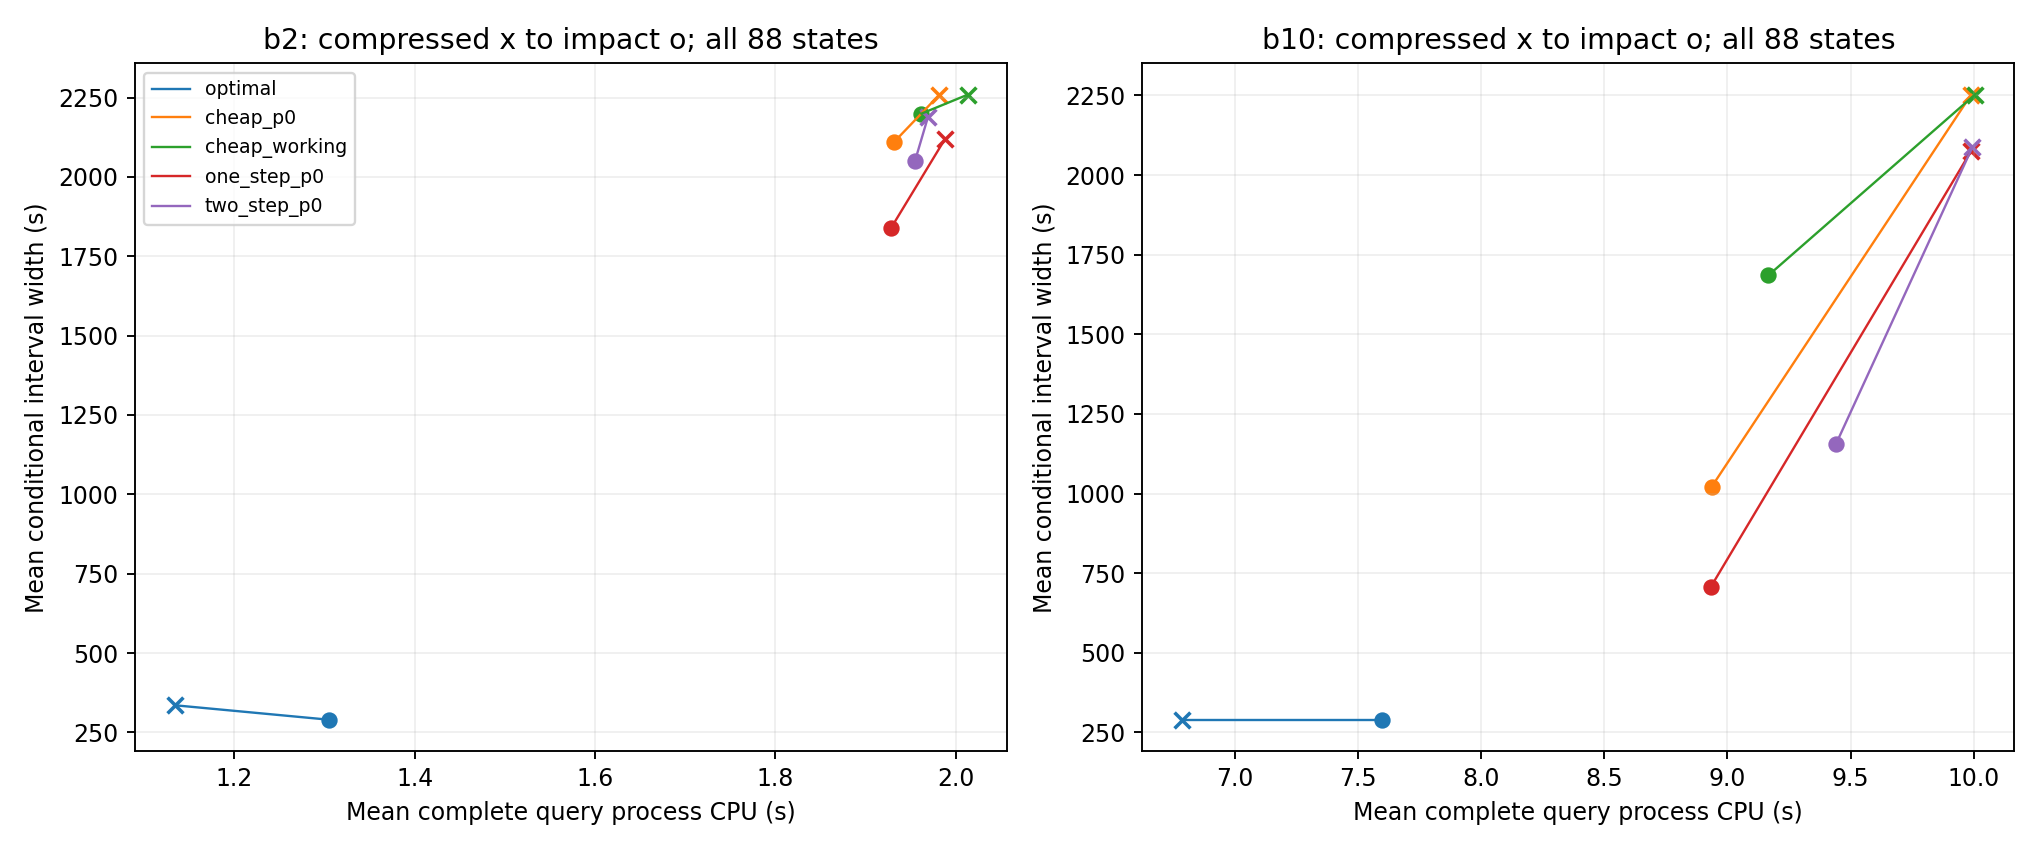 b2: compressed x to impact o; all 88 states
optimal
cheap_p0
cheap_working
one_step_p0
two_step_p0
2250
2000
1750
1500
1250
1000
750
500
250
Mean conditional interval width (s)
1.2
1.4
1.6
1.8
2.0
Mean complete query process CPU (s)
b10: compressed x to impact o; all 88 states
2250
2000
1750
1500
1250
1000
750
500
250
Mean conditional interval width (s)
7.0
7.5
8.0
8.5
9.0
9.5
10.0
Mean complete query process CPU (s)